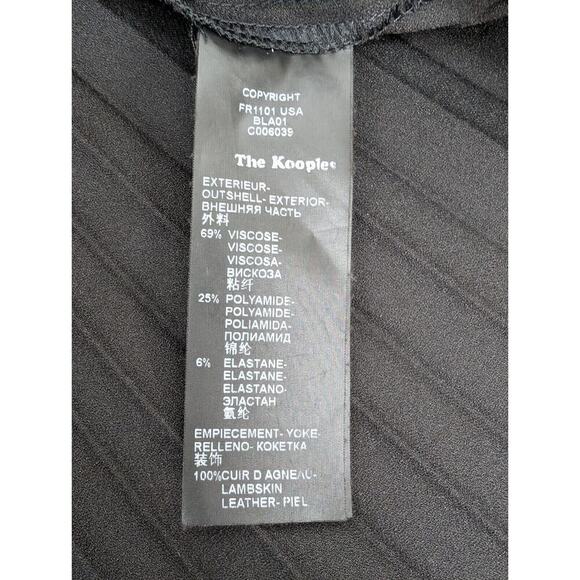 COPYRIGHT
FR1101 USA
BLA01
C006039
The Kooples
EXTERIEUR-
OUTSHELL- EXTERIOR-
ВНЕШНЯЯ ЧАСТЬ
外料
69% VISCOSE-
VISCOSE-
VISCOSA-
ВИСКОЗА
粘纤
25% POLYAMIDE-
POLYAMIDE-
POLIAMIDA-
ПОЛИАМИД
锦纶
6% ELASTANE-
ELASTANE-
ELASTANO-
ЭЛАСТАН
氨纶
EMPIECEMENT- YOKE-
RELLENO- KOKETKA
装饰
100%CUIR D AGNEAU-
LAMBSKIN
LEATHER- PIEL